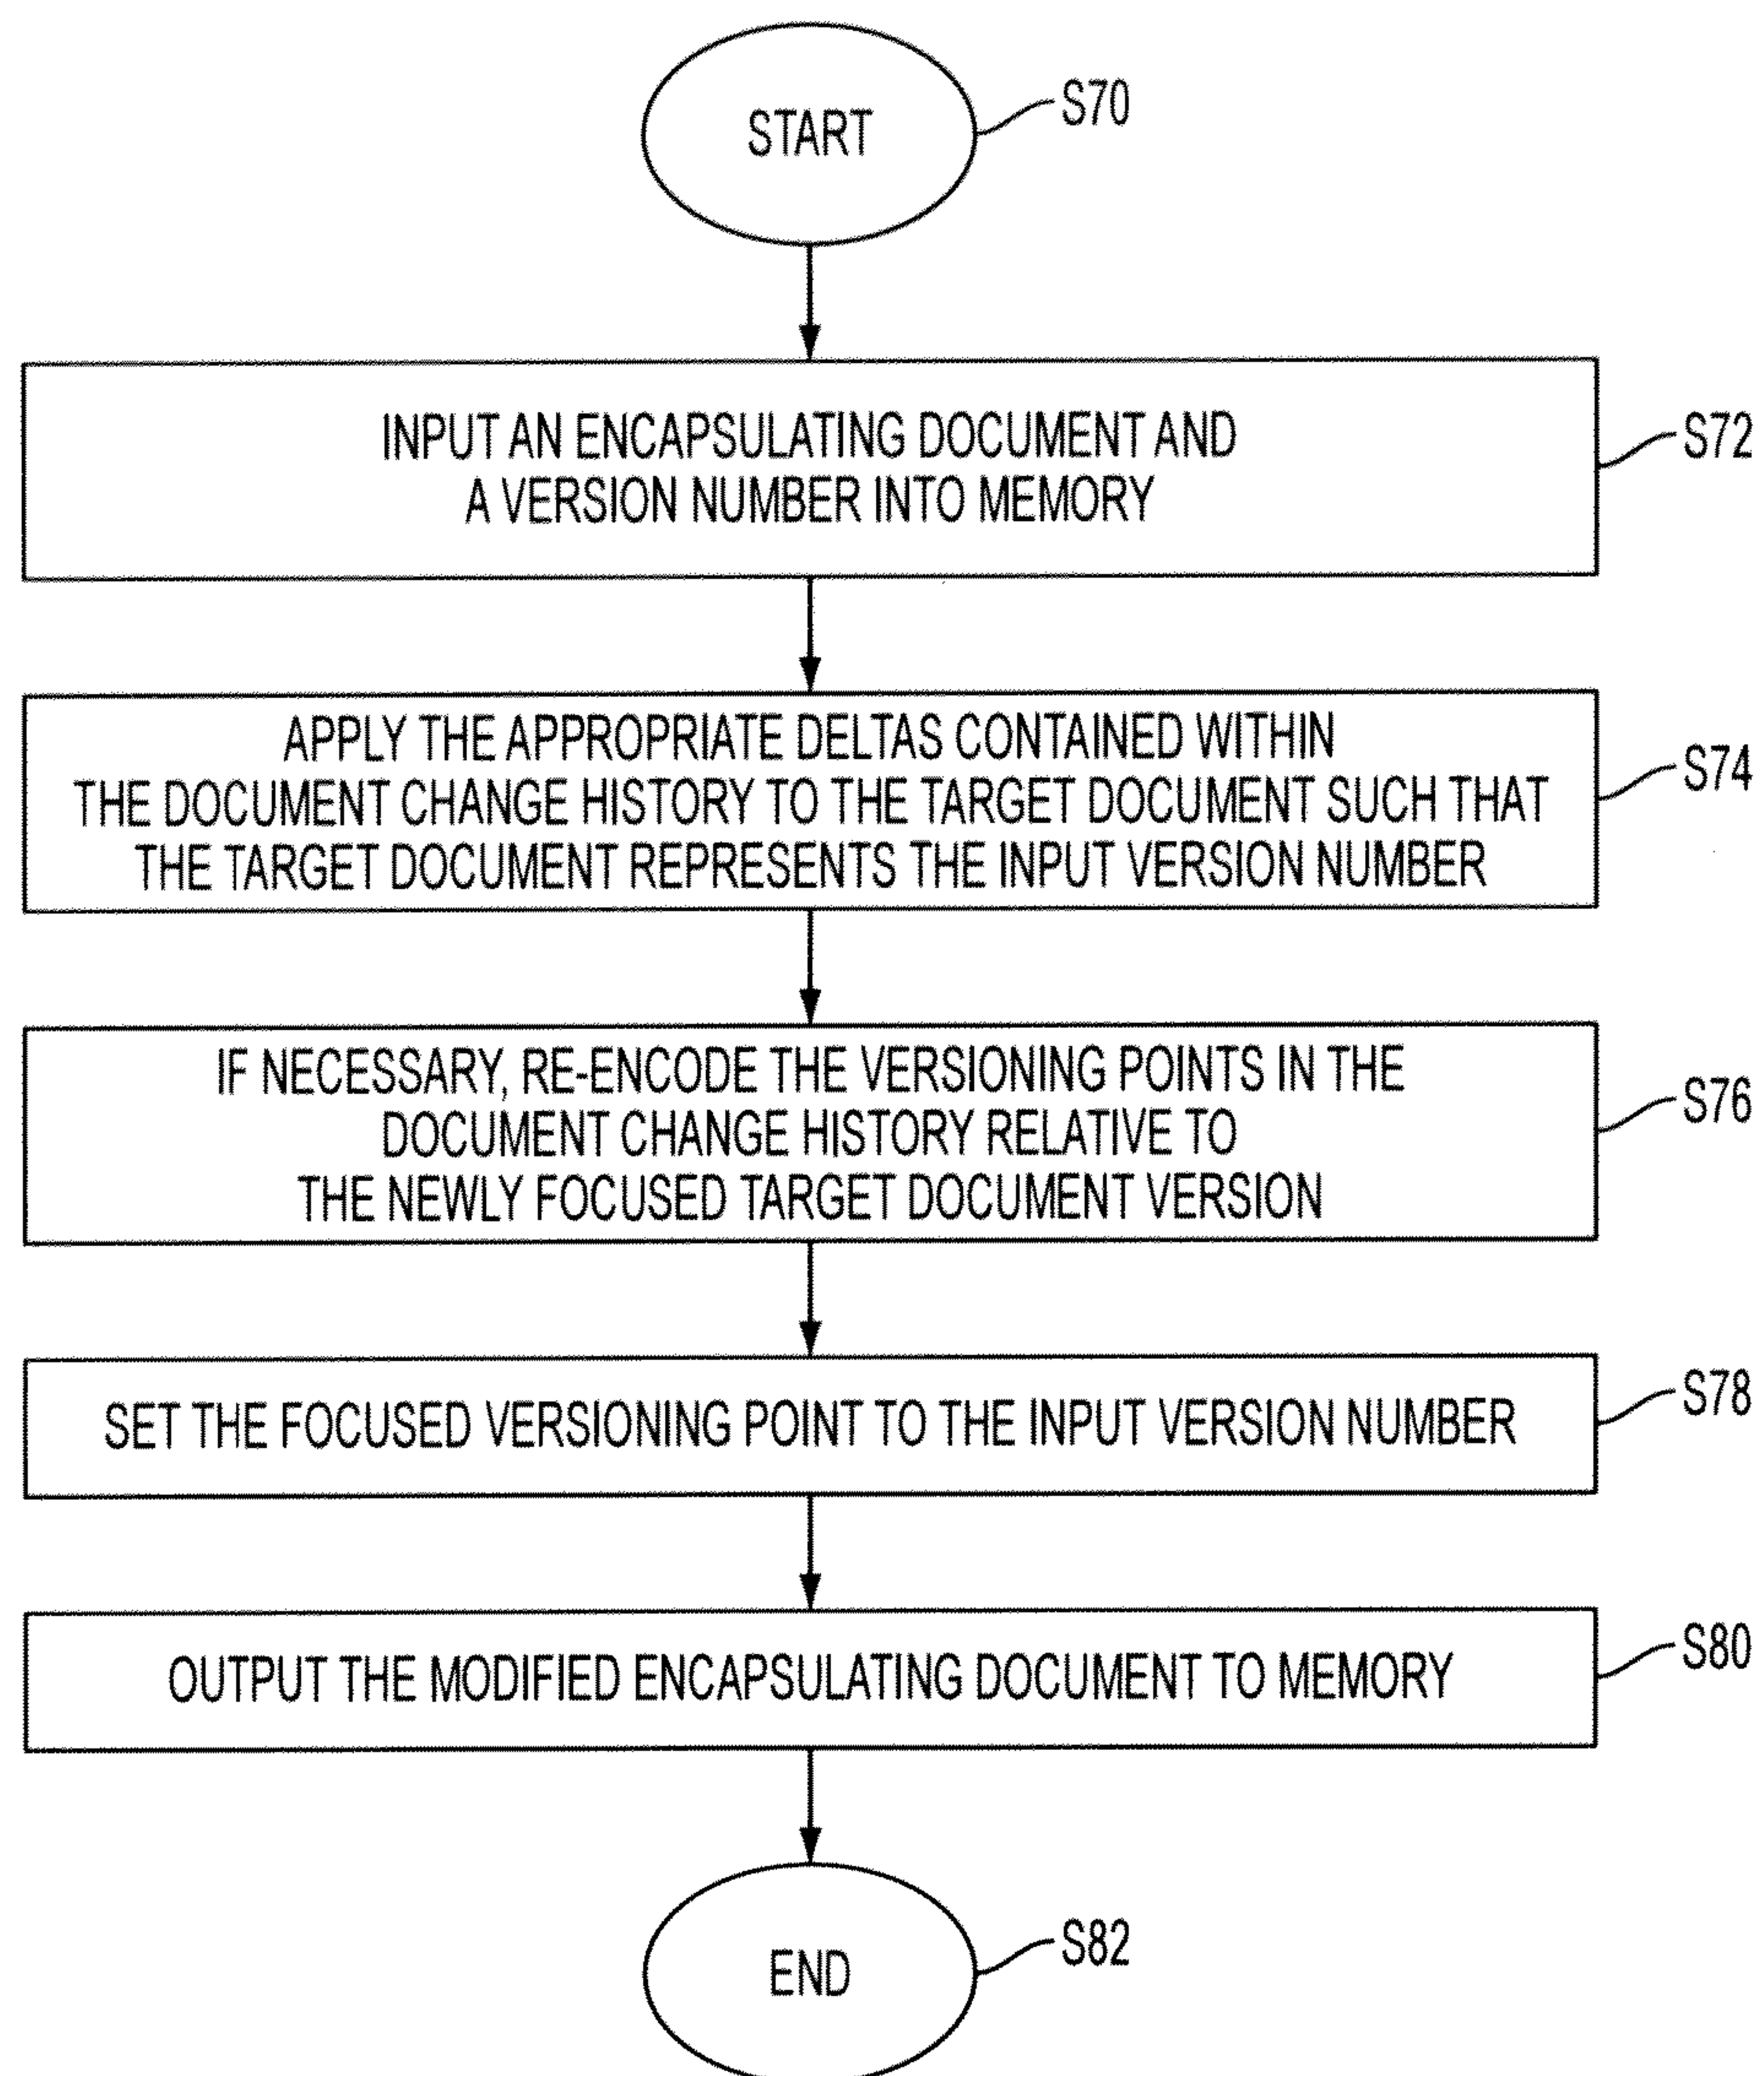 START
S70
INPUT AN ENCAPSULATING DOCUMENT AND
A VERSION NUMBER INTO MEMORY
S72
APPLY THE APPROPRIATE DELTAS CONTAINED WITHIN
THE DOCUMENT CHANGE HISTORY TO THE TARGET DOCUMENT SUCH THAT
THE TARGET DOCUMENT REPRESENTS THE INPUT VERSION NUMBER
S74
IF NECESSARY, RE-ENCODE THE VERSIONING POINTS IN THE
DOCUMENT CHANGE HISTORY RELATIVE TO
THE NEWLY FOCUSED TARGET DOCUMENT VERSION
S76
SET THE FOCUSED VERSIONING POINT TO THE INPUT VERSION NUMBER
S78
OUTPUT THE MODIFIED ENCAPSULATING DOCUMENT TO MEMORY
S80
END
S82